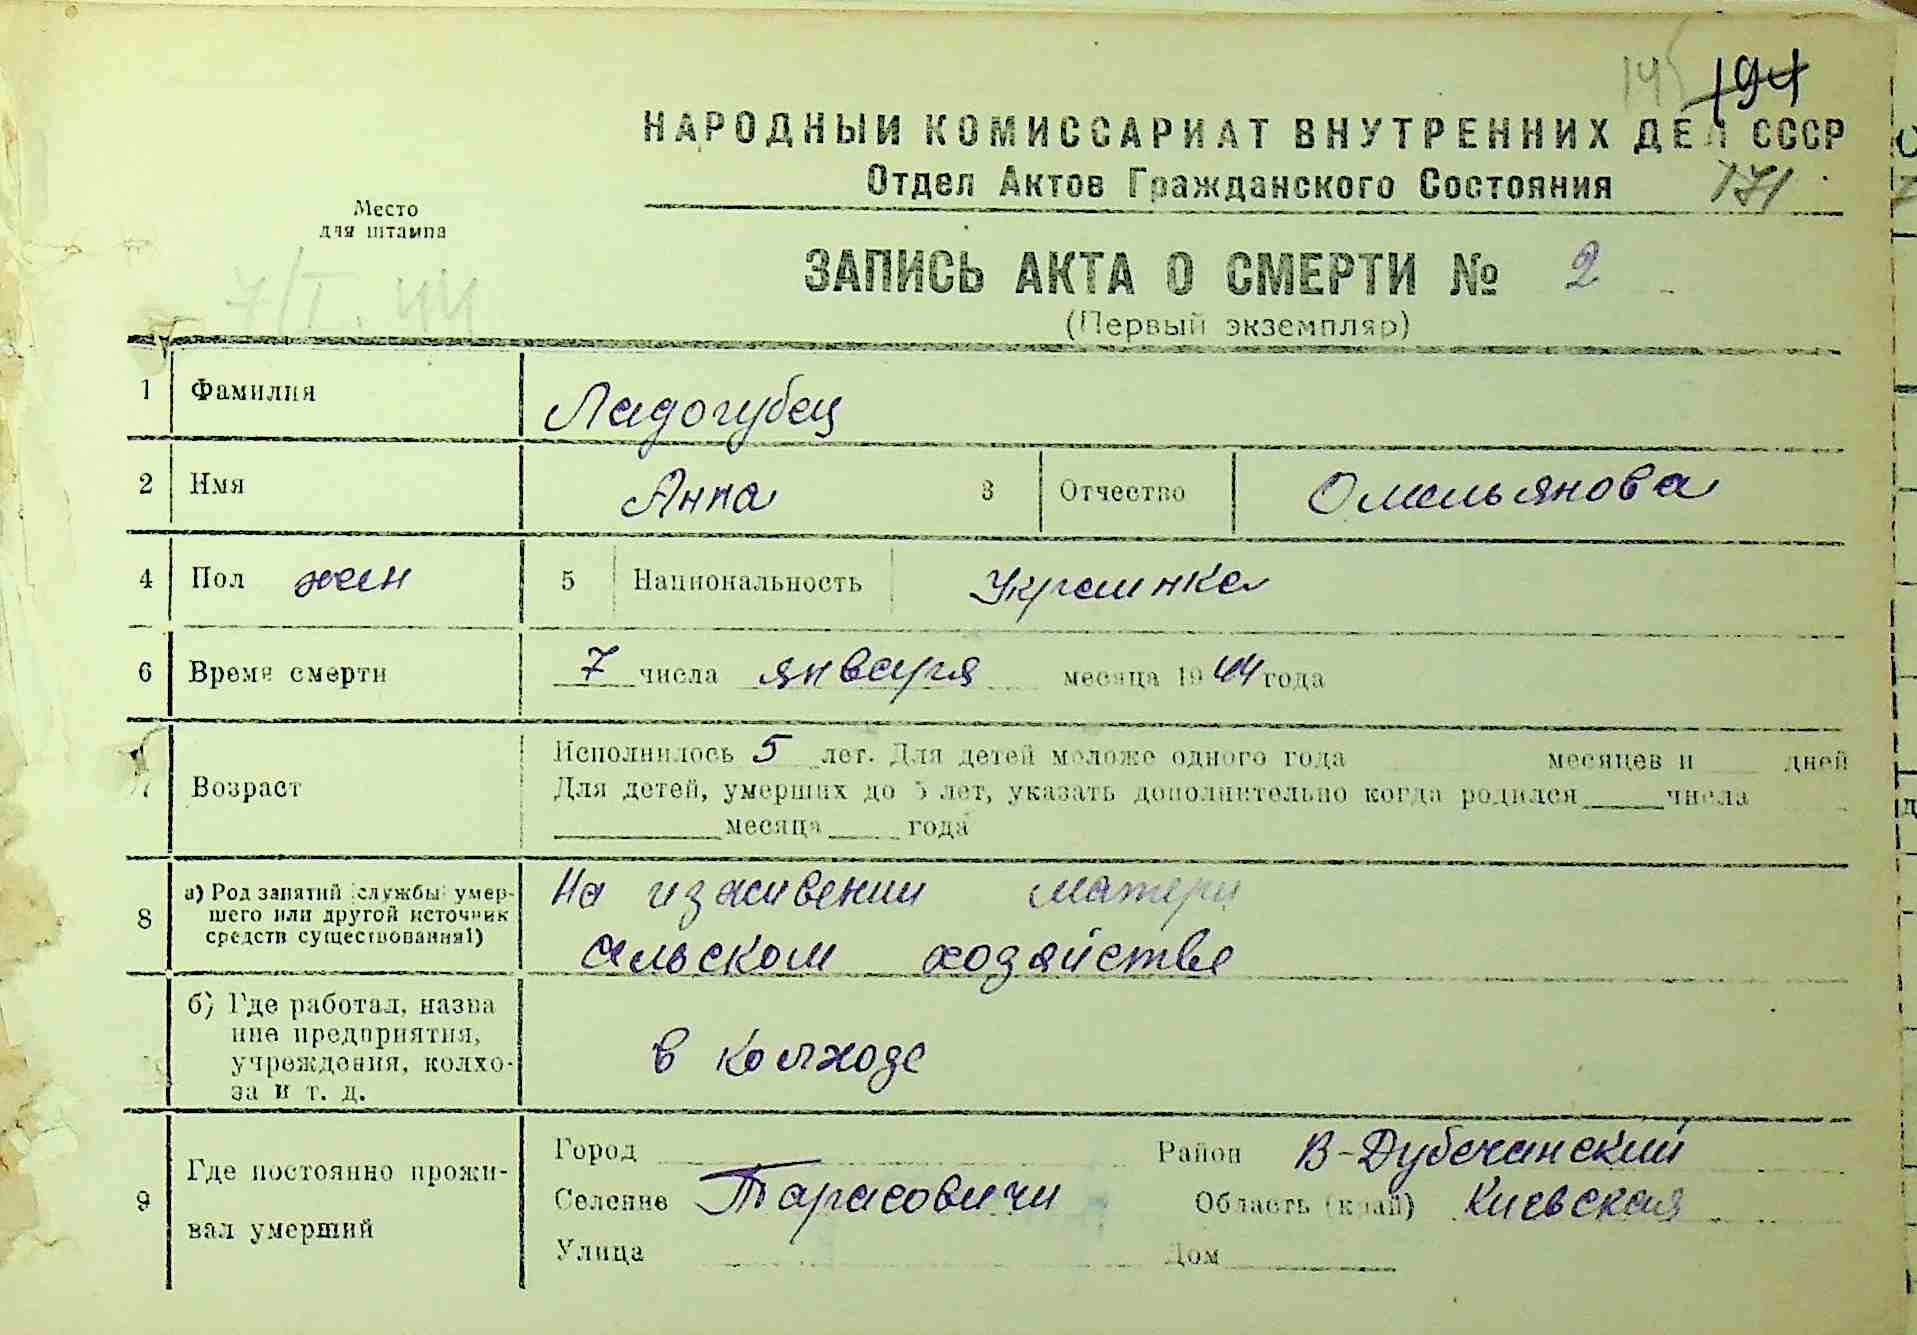 145 194
НАРОДНЫЙ КОМИССАРИАТ ВНУТРЕННИХ ДЕЛ СССР
Отдел Актов Гражданского Состояния 171
Место
для штампа
7/I. 44
ЗАПИСЬ АКТА О СМЕРТИ № 2
(Первый экземпляр)
1 Фамилия Ладогубец
2 Имя Анна 3 Отчество Омельянова
4 Пол жен 5 Национальность Украинка
6 Время смерти 7 числа января месяца 1944 года
7 Возраст Исполнилось 5 лет. Для детей моложе одного года месяцев и дней
Для детей, умерших до 5 лет, указать дополнительно когда родился числа
месяца года
8 а) Род занятий (службы) умер-
шего или другой источник
средств существования1)
На иждивении матери
сельском хозяйстве
б) Где работал, назва
ние предприятия,
учреждения, колхо-
за и т. д.
в колхозе
9 Где постоянно прожи-
вал умерший
Город Район В-Дубечанский
Селение Тарасовичи Область (край) Киевская
Улица Дом